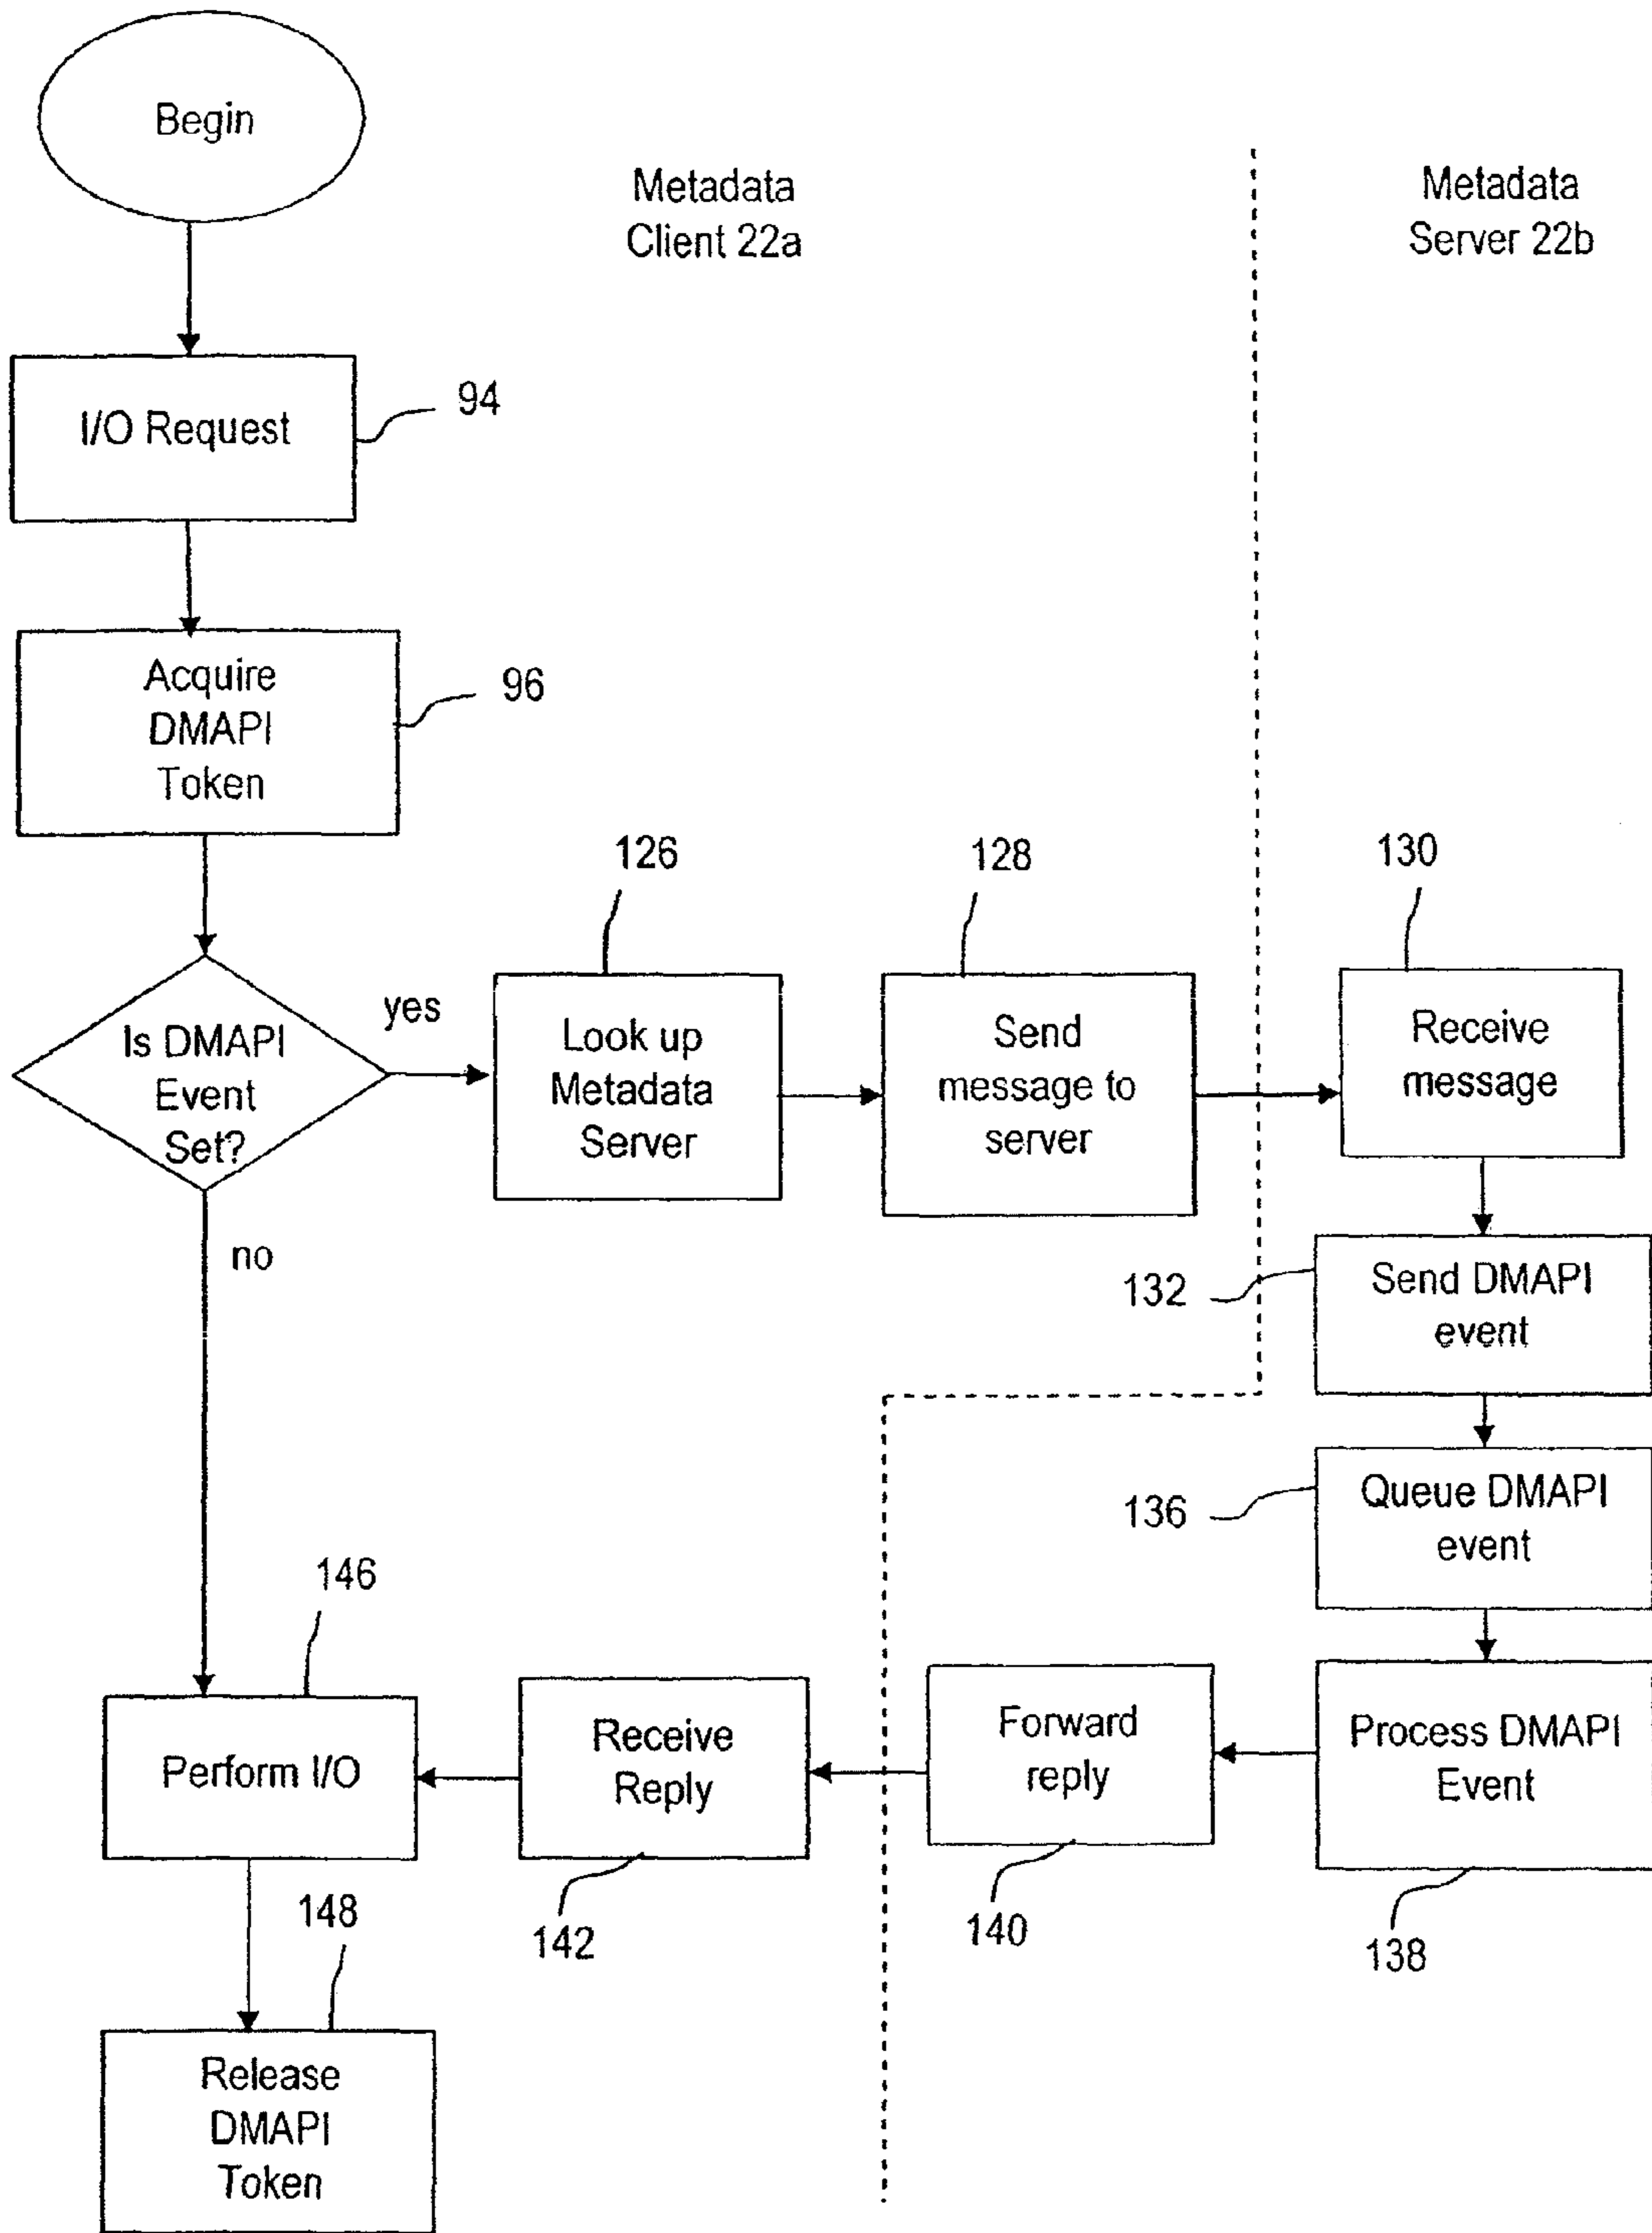 Begin
Metadata
Client 22a
Metadata
Server 22b
I/O Request
94
Acquire
DMAPI
Token
96
Is DMAPI
Event
Set?
yes
no
126
Look up
Metadata
Server
128
Send
message to
server
130
Receive
message
132
Send DMAPI
event
136
Queue DMAPI
event
146
Perform I/O
Receive
Reply
142
Forward
reply
140
Process DMAPI
Event
138
148
Release
DMAPI
Token